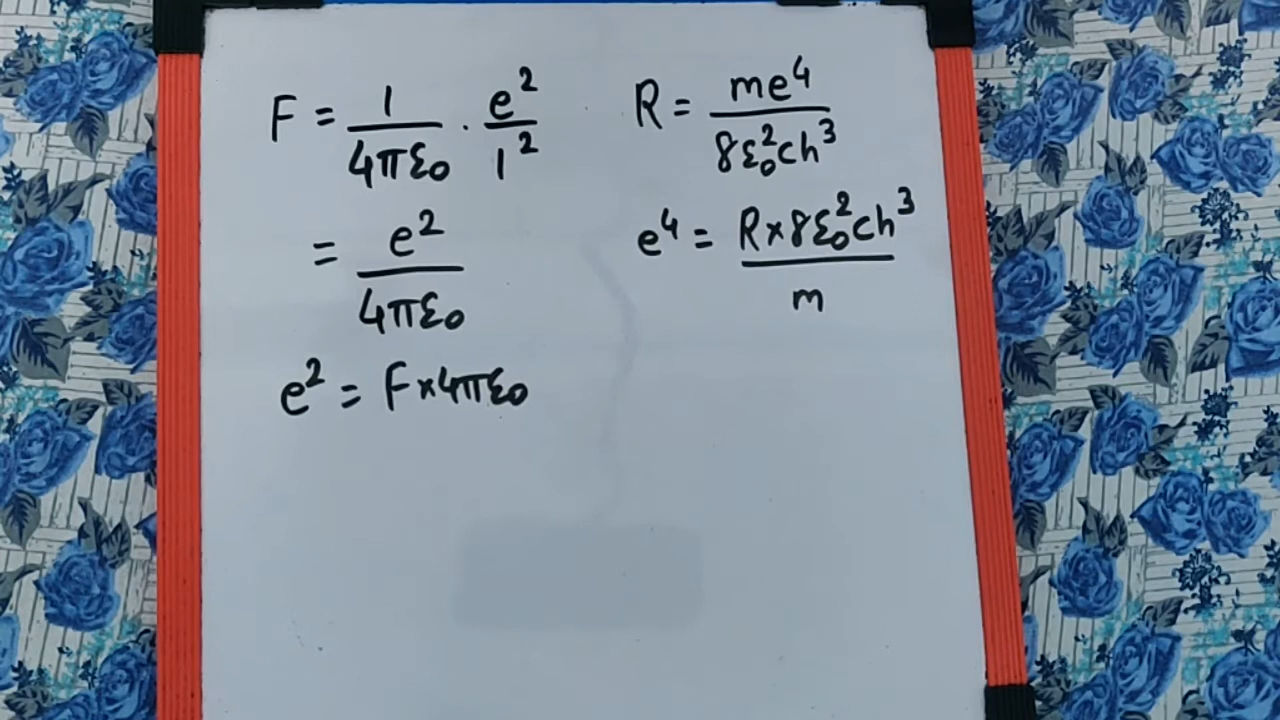 F = 1/4πε₀ · e²/1²
= e²/4πε₀
e² = F×4πε₀
R = me⁴/8ε₀²ch³
e⁴ = R×8ε₀²ch³/m